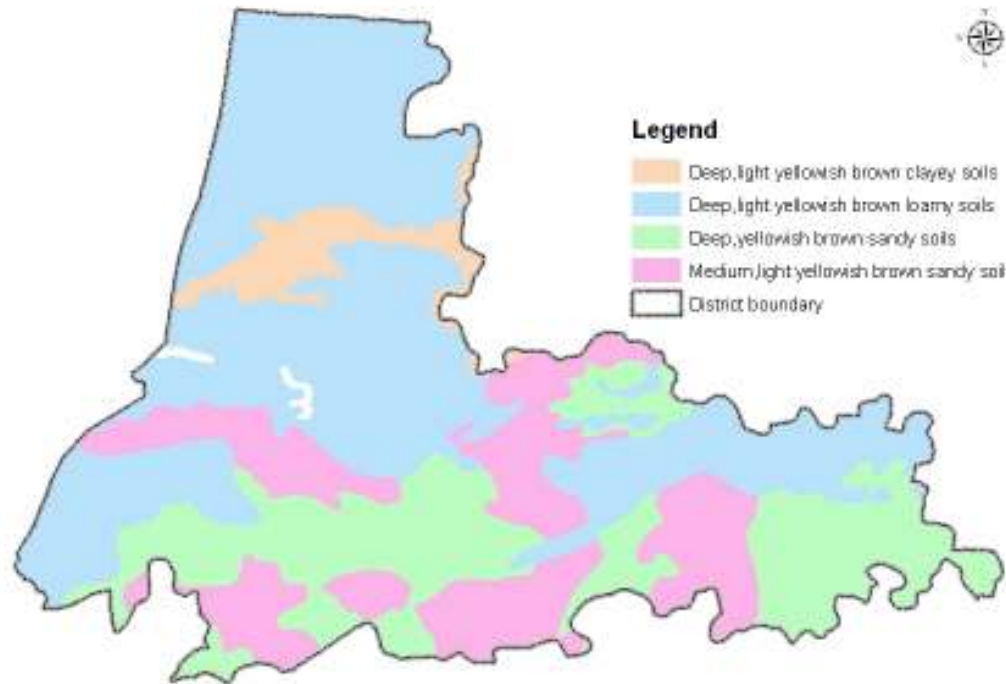 Legend
Deep,light yellowish brown clayey soils
Deep,light yellowish brown loamy soils
Deep,yellowish brown sandy soils
Medium,light yellowish brown sandy soil
District boundary